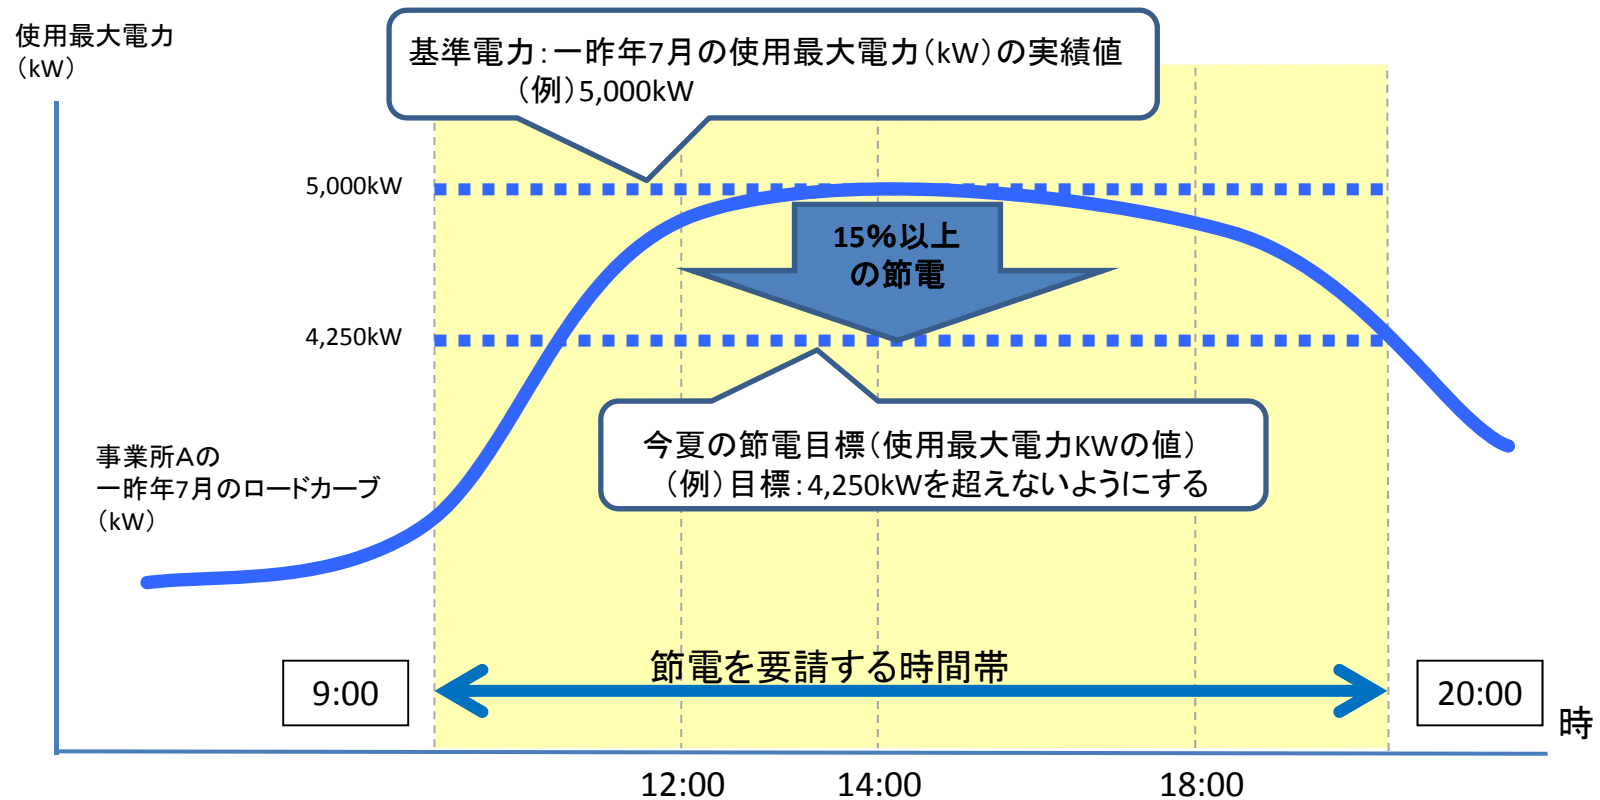 使用最大電力
（kW）
基準電力：一昨年7月の使用最大電力（kW）の実績値
（例）5,000kW
5,000kW
15%以上
の節電
4,250kW
今夏の節電目標（使用最大電力KWの値）
（例）目標：4,250kWを超えないようにする
事業所Aの
一昨年7月のロードカーブ
（kW）
節電を要請する時間帯
9:00
20:00
時
12:00
14:00
18:00